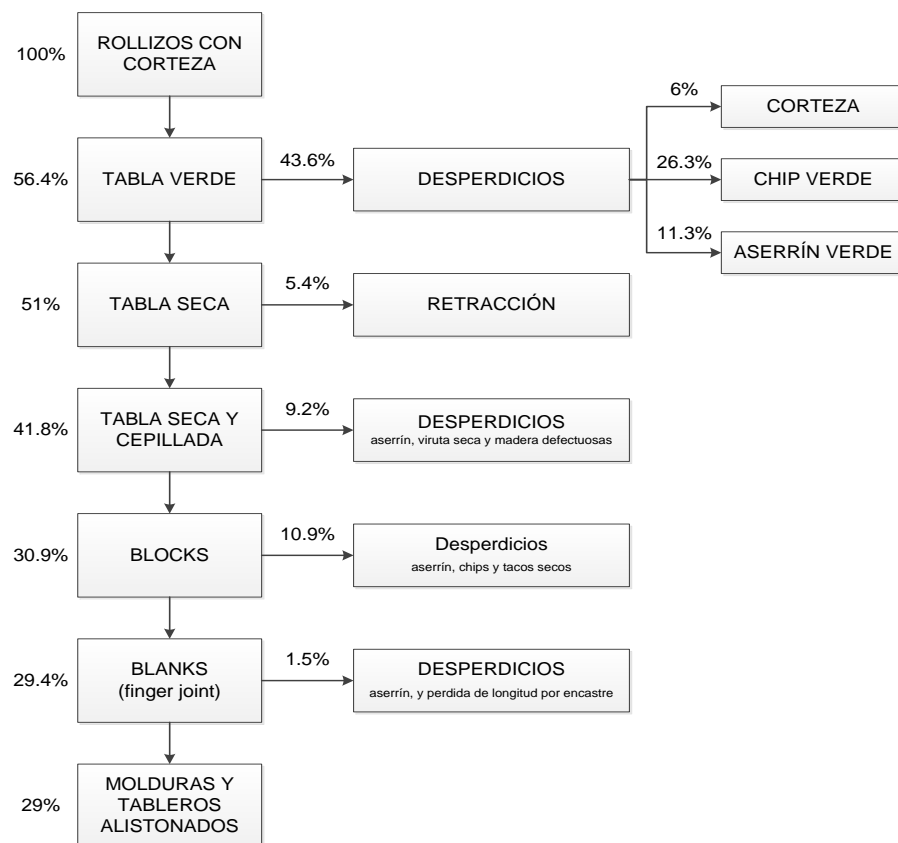 100%
ROLLIZOS CON
CORTEZA
56.4%
TABLA VERDE
43.6%
DESPERDICIOS
6%
CORTEZA
26.3%
CHIP VERDE
11.3%
ASERRÍN VERDE
51%
TABLA SECA
5.4%
RETRACCIÓN
41.8%
TABLA SECA Y
CEPILLADA
9.2%
DESPERDICIOS
aserrín, viruta seca y madera defectuosas
30.9%
BLOCKS
10.9%
Desperdicios
aserrín, chips y tacos secos
29.4%
BLANKS
(finger joint)
1.5%
DESPERDICIOS
aserrín, y perdida de longitud por encastre
29%
MOLDURAS Y
TABLEROS
ALISTONADOS